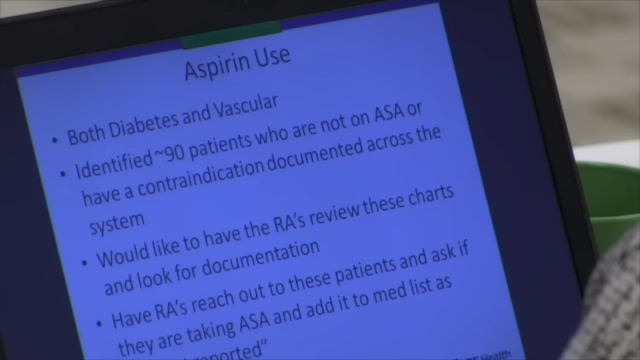 Aspirin Use
• Both Diabetes and Vascular
• Identified ~90 patients who are not on ASA or
have a contraindication documented across the
system
• Would like to have the RA's review these charts
and look for documentation
• Have RA's reach out to these patients and ask if
they are taking ASA and add it to med list as
reported"
Health